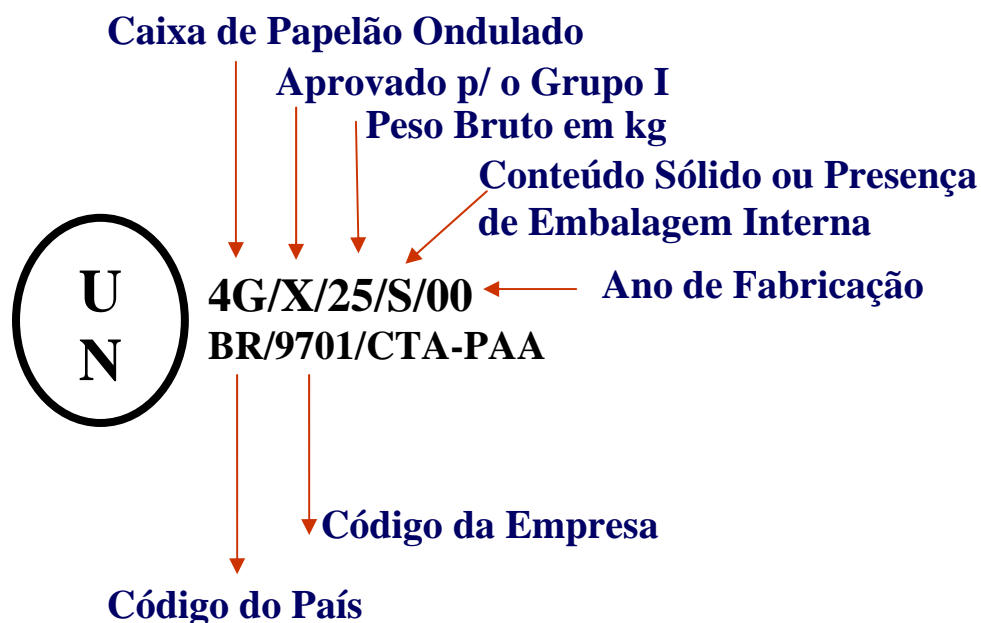 Caixa de Papelão Ondulado
Aprovado p/ o Grupo I
Peso Bruto em kg
Conteúdo Sólido ou Presença
de Embalagem Interna
U
N
4G/X/25/S/00
Ano de Fabricação
BR/9701/CTA-PAA
Código da Empresa
Código do País